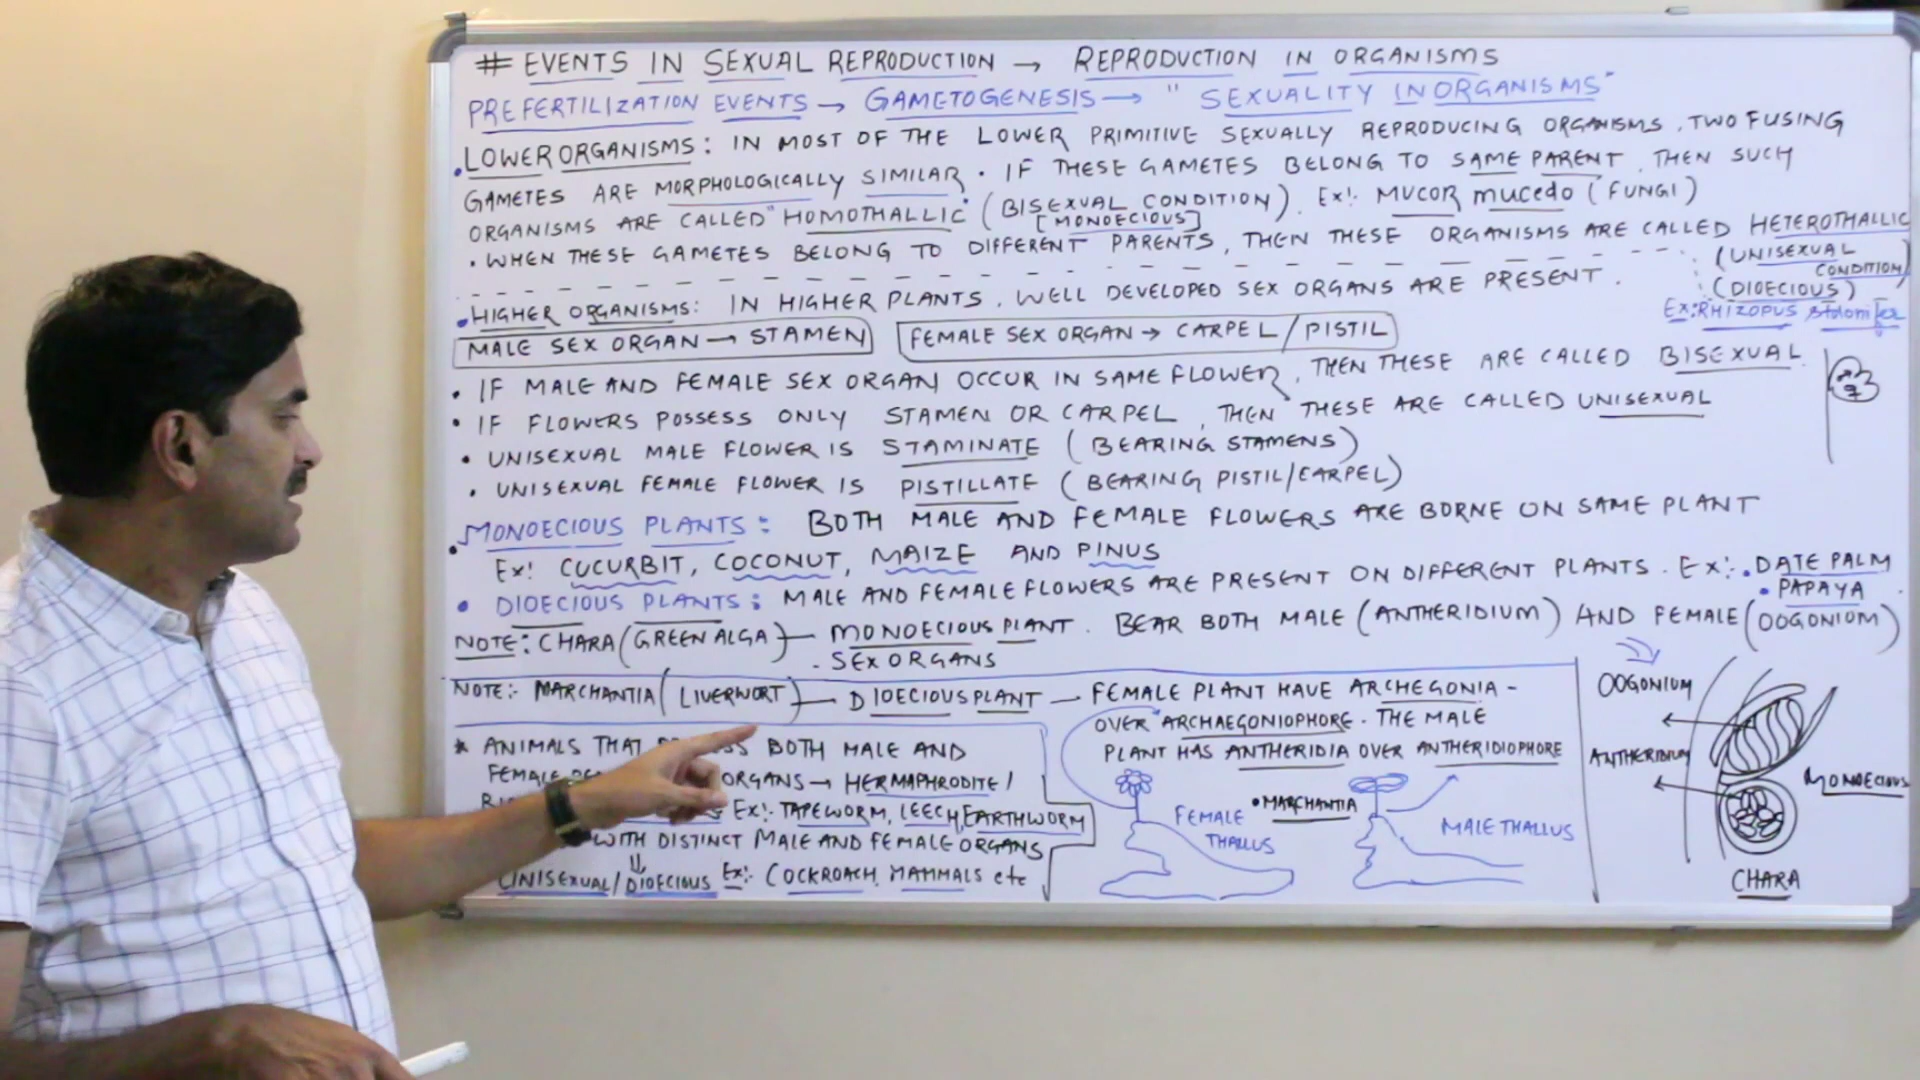 # EVENTS IN SEXUAL REPRODUCTION → REPRODUCTION IN ORGANISMS
PREFERTILIZATION EVENTS → GAMETOGENESIS → " SEXUALITY IN ORGANISMS"
• LOWER ORGANISMS: IN MOST OF THE LOWER PRIMITIVE SEXUALLY REPRODUCING ORGANISMS, TWO FUSING
GAMETES ARE MORPHOLOGICALLY SIMILAR. IF THESE GAMETES BELONG TO SAME PARENT, THEN SUCH
ORGANISMS ARE CALLED "HOMOTHALLIC" (BISEXUAL CONDITION). Ex:- MUCOR mucedo (FUNGI)
[MONOECIOUS]
• WHEN THESE GAMETES BELONG TO DIFFERENT PARENTS, THEN THESE ORGANISMS ARE CALLED HETEROTHALLIC
(UNISEXUAL CONDITION)
(DIOECIOUS)
Ex: RHIZOPUS stolonifer
• HIGHER ORGANISMS: IN HIGHER PLANTS, WELL DEVELOPED SEX ORGANS ARE PRESENT.
MALE SEX ORGAN → STAMEN FEMALE SEX ORGAN → CARPEL/PISTIL
• IF MALE AND FEMALE SEX ORGAN OCCUR IN SAME FLOWER, THEN THESE ARE CALLED BISEXUAL.
• IF FLOWERS POSSESS ONLY STAMEN OR CARPEL, THEN THESE ARE CALLED UNISEXUAL
• UNISEXUAL MALE FLOWER IS STAMINATE (BEARING STAMENS)
• UNISEXUAL FEMALE FLOWER IS PISTILLATE (BEARING PISTIL/CARPEL)
• MONOECIOUS PLANTS: BOTH MALE AND FEMALE FLOWERS ARE BORNE ON SAME PLANT
Ex! CUCURBIT, COCONUT, MAIZE AND PINUS
• DIOECIOUS PLANTS: MALE AND FEMALE FLOWERS ARE PRESENT ON DIFFERENT PLANTS. Ex:- • DATE PALM
• PAPAYA
NOTE: CHARA (GREEN ALGA) — MONOECIOUS PLANT. BEAR BOTH MALE (ANTHERIDIUM) AND FEMALE (OOGONIUM)
SEX ORGANS
NOTE:- MARCHANTIA (LIVERWORT) — DIOECIOUS PLANT — FEMALE PLANT HAVE ARCHEGONIA -
OVER ARCHAEGONIOPHORE. THE MALE
PLANT HAS ANTHERIDIA OVER ANTHERIDIOPHORE
* ANIMALS THAT BOTH MALE AND
FEMALE ORGANS → HERMAPHRODITE/
Ex:- TAPEWORM, LEECH, EARTHWORM
WITH DISTINCT MALE AND FEMALE ORGANS
⇓
UNISEXUAL/DIOECIOUS Ex:- COCKROACH, MAMMALS etc
FEMALE THALLUS
• MARCHANTIA
MALE THALLUS
OOGONIUM
ANTHERIDIUM
MONOECIOUS
CHARA